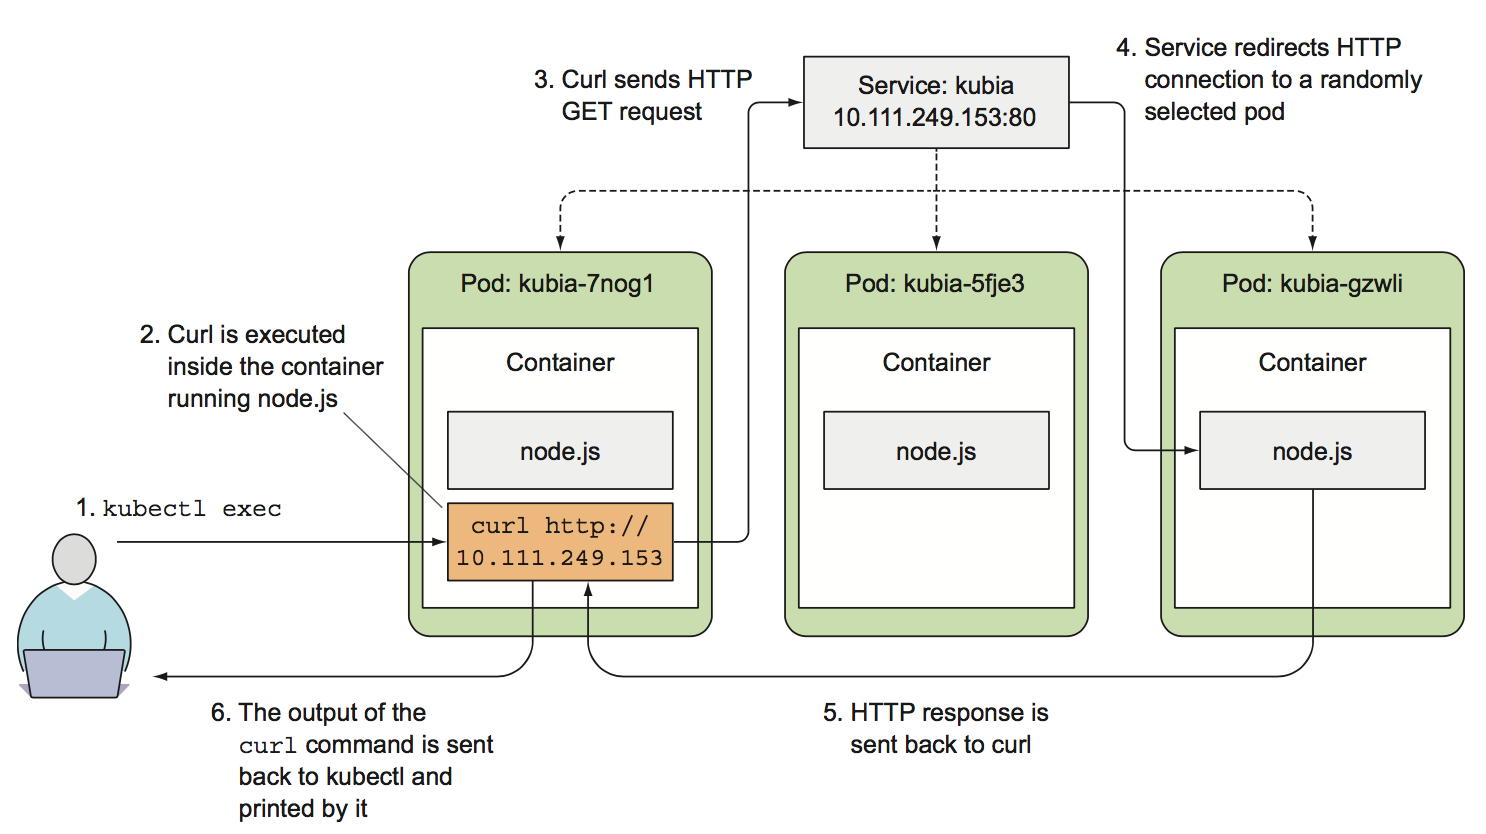 3. Curl sends HTTP
GET request
Service: kubia
10.111.249.153:80
4. Service redirects HTTP
connection to a randomly
selected pod
Pod: kubia-7nog1
Pod: kubia-5fje3
Pod: kubia-gzwli
2. Curl is executed
inside the container
running node.js
Container
Container
Container
node.js
node.js
node.js
1. kubectl exec
curl http://
10.111.249.153
6. The output of the
curl command is sent
back to kubectl and
printed by it
5. HTTP response is
sent back to curl